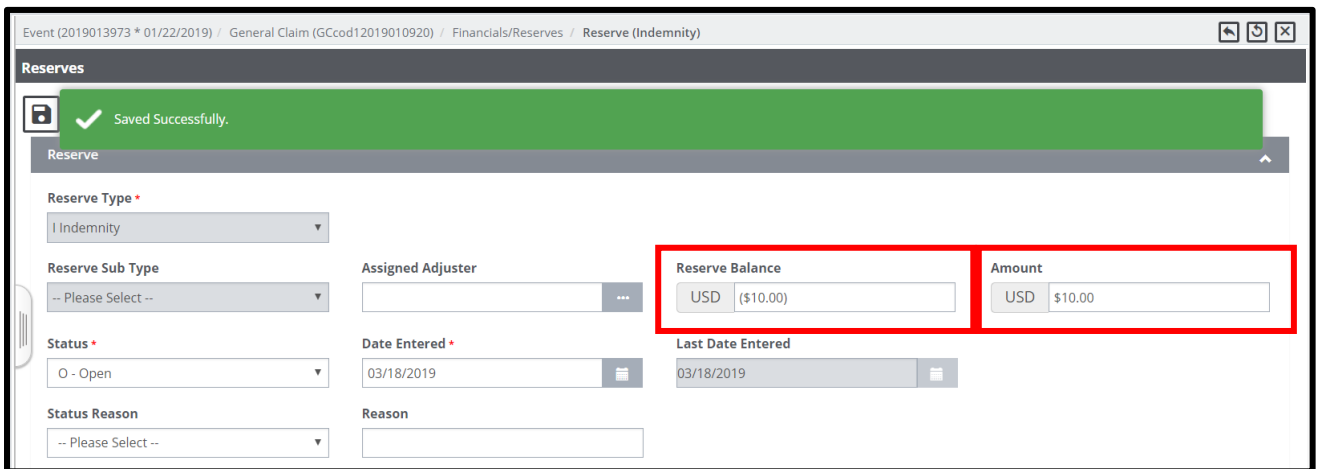 Event (2019013973 * 01/22/2019) / General Claim (GCcod12019010920) / Financials/Reserves / Reserve (Indemnity)
Reserves
Saved Successfully.
Reserve
Reserve Type *
I Indemnity
Reserve Sub Type Assigned Adjuster Reserve Balance Amount
-- Please Select -- ... USD ($10.00) USD $10.00
Status * Date Entered * Last Date Entered
O - Open 03/18/2019 03/18/2019
Status Reason Reason
-- Please Select --